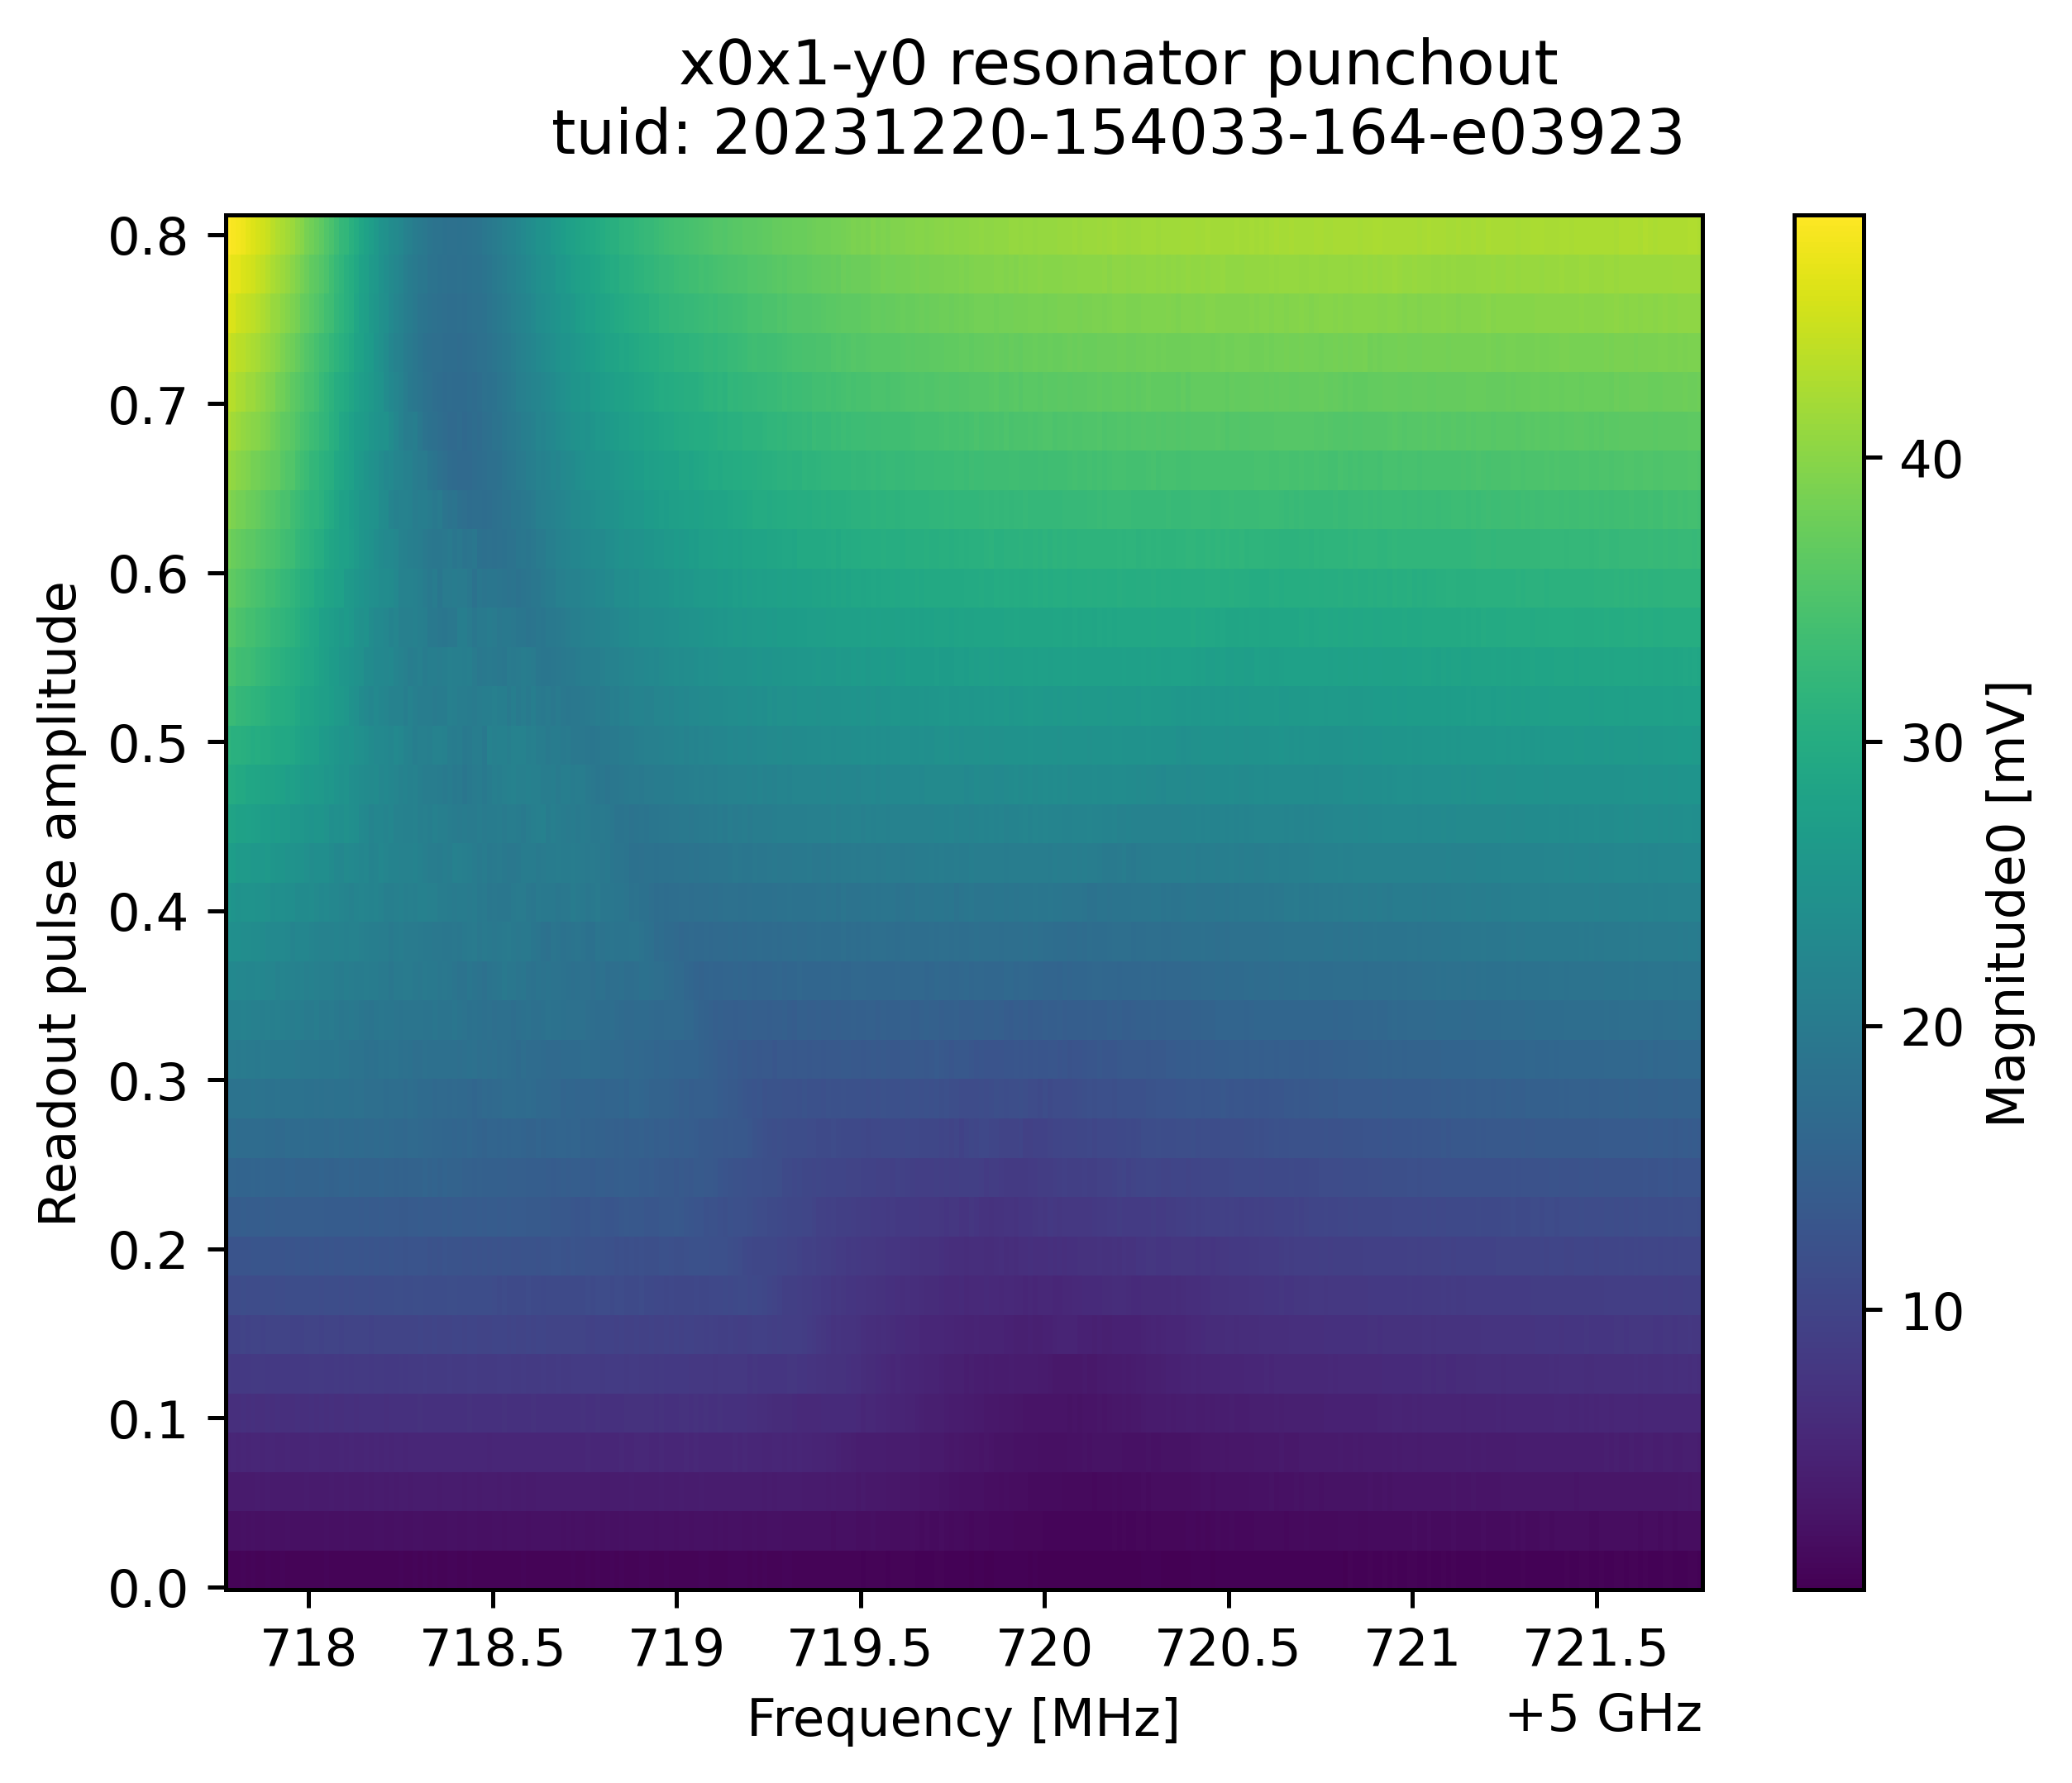 x0x1-y0 resonator punchout
tuid: 20231220-154033-164-e03923
Readout pulse amplitude
0.8
0.7
0.6
0.5
0.4
0.3
0.2
0.1
0.0
718 718.5 719 719.5 720 720.5 721 721.5
Frequency [MHz]
+5 GHz
40
30
20
10
Magnitude0 [mV]